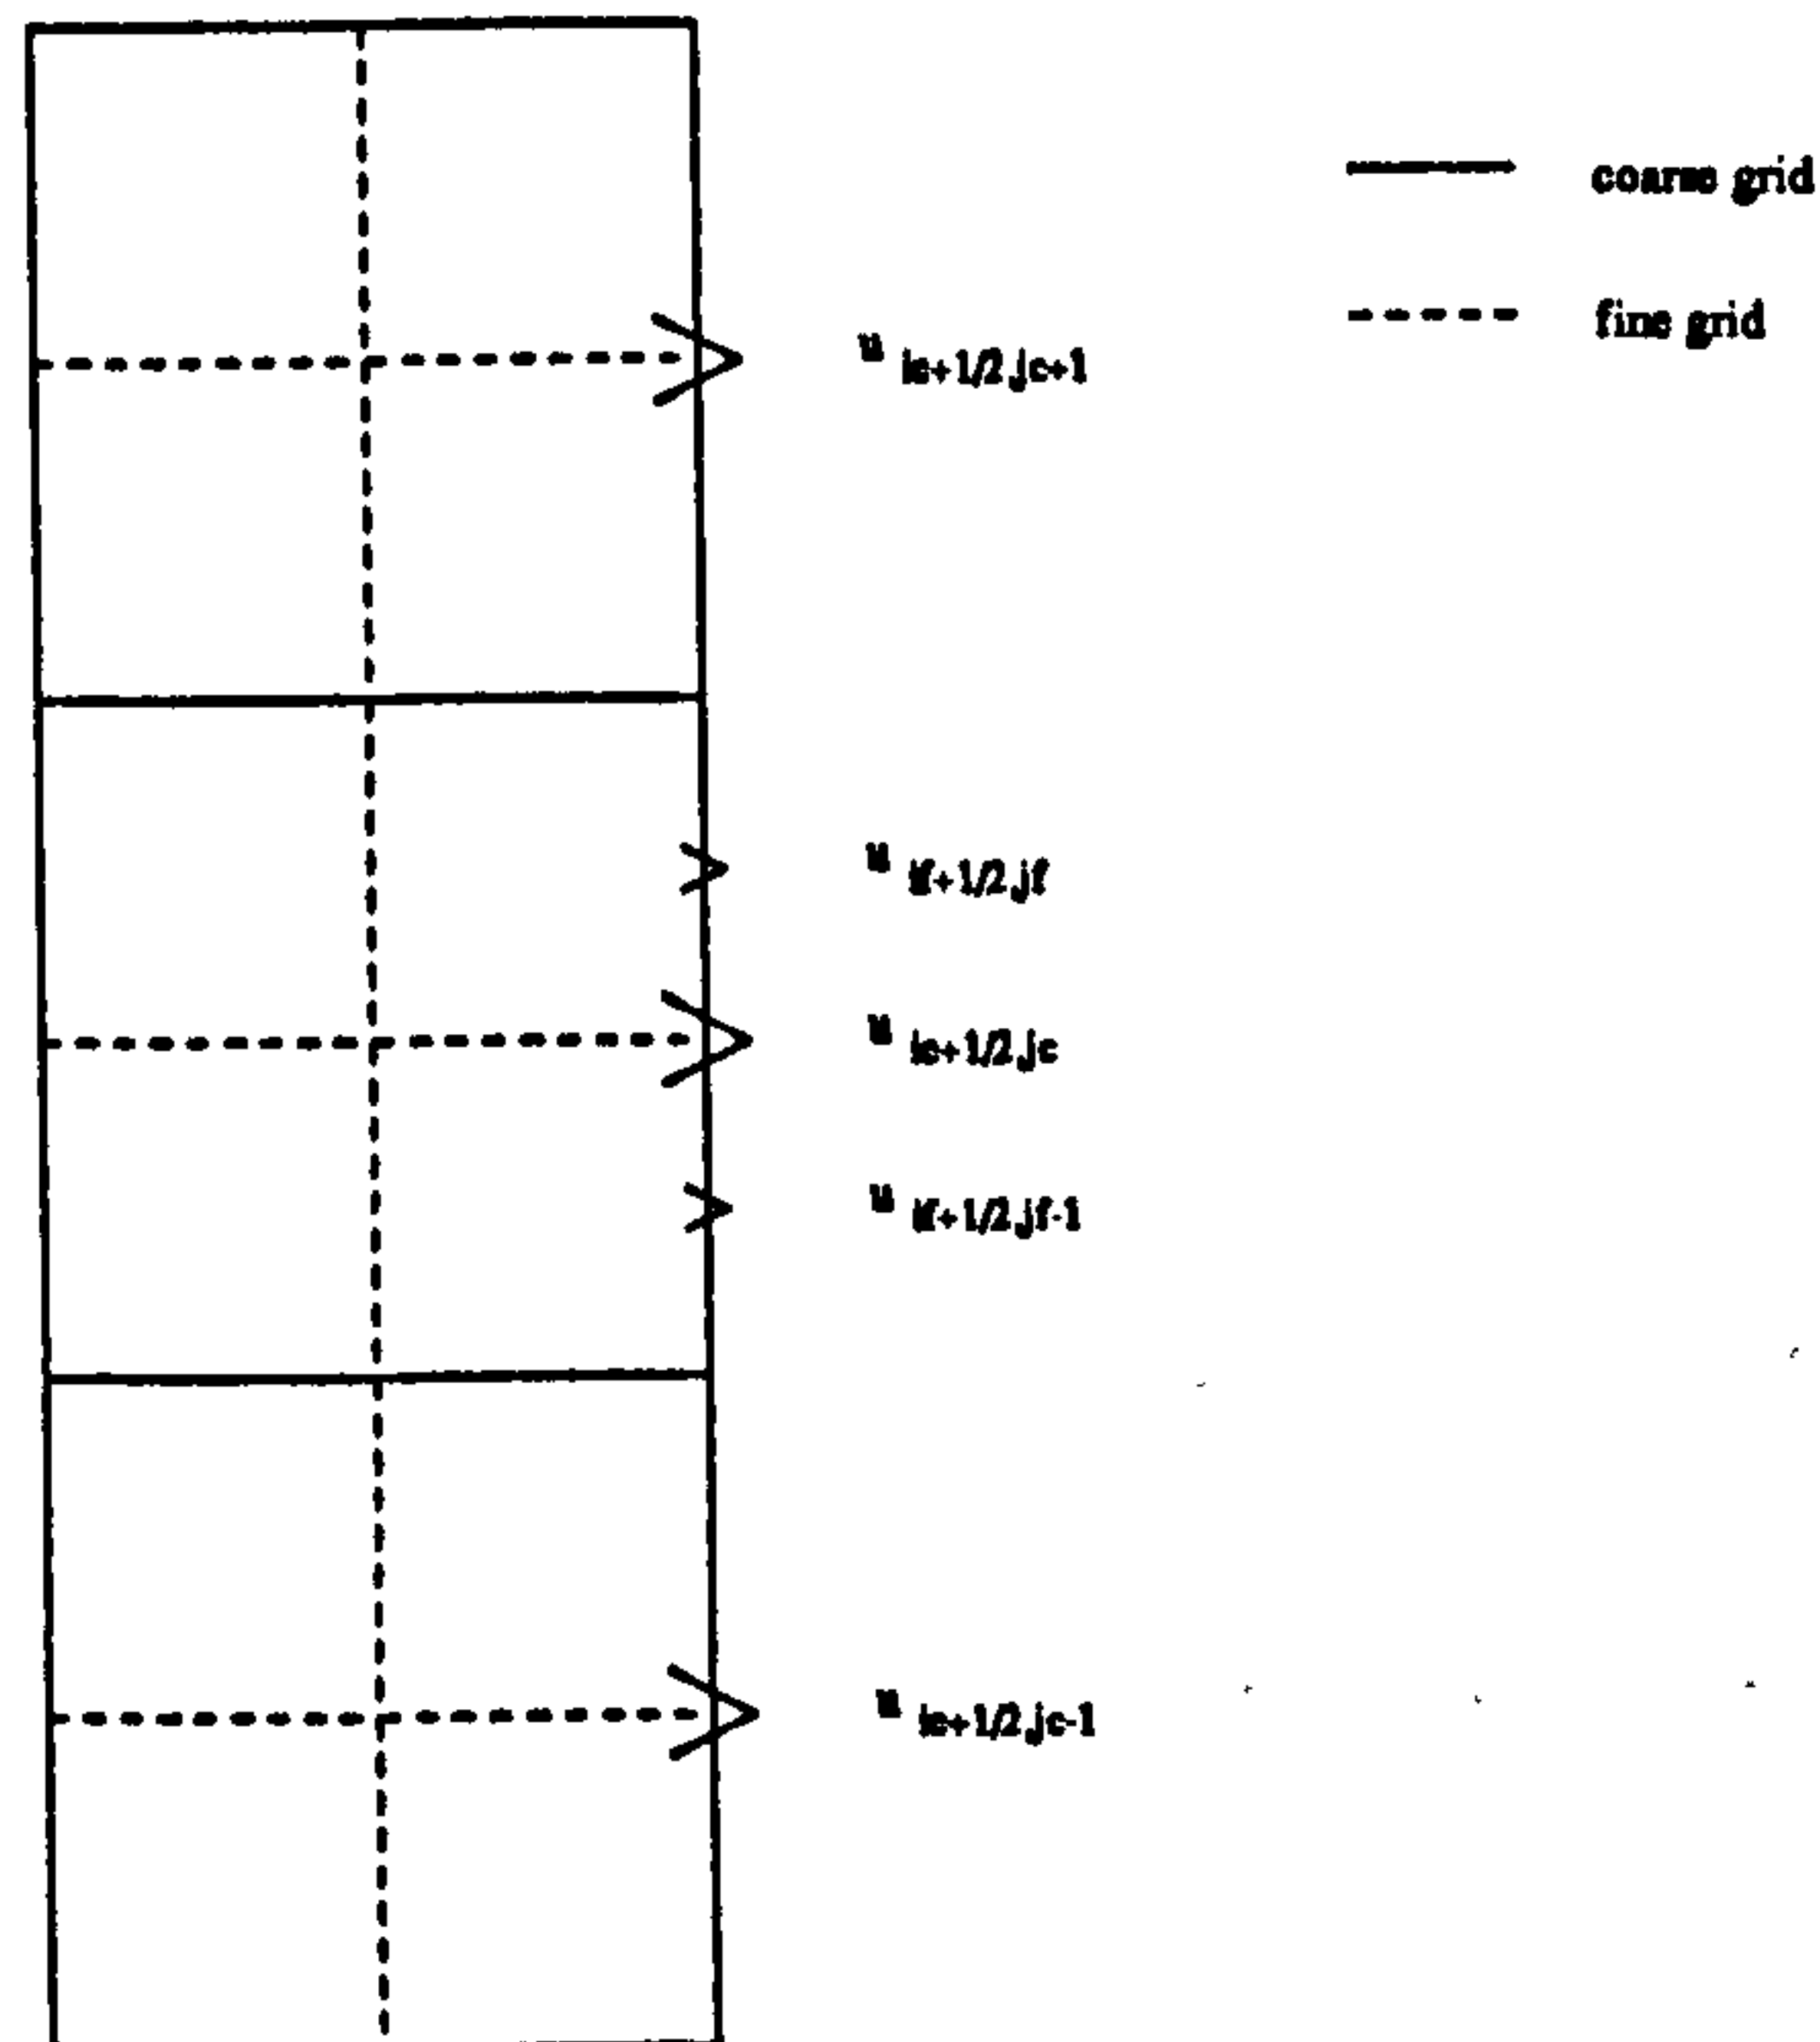 coarse grid
fine grid
u ic+1/2 jc+1
u if+1/2 jf
u ic+1/2 jc
u if+1/2 jf-1
u ic+1/2 jc-1